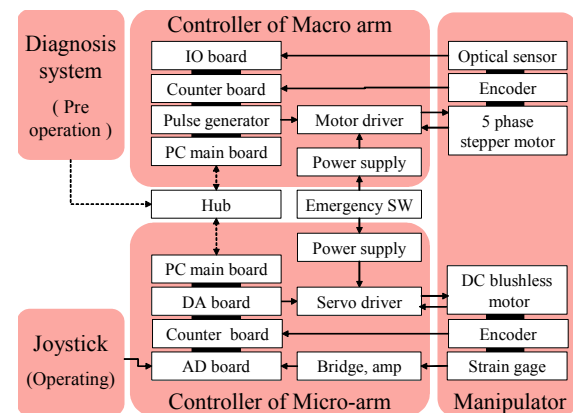 Diagnosis
system
( Pre
operation )
Controller of Macro arm
IO board
Counter board
Pulse generator
PC main board
Motor driver
Power supply
Optical sensor
Encoder
5 phase
stepper motor
Hub
Emergency SW
Power supply
PC main board
DA board
Counter board
AD board
Servo driver
Bridge, amp
DC blushless
motor
Encoder
Strain gage
Joystick
(Operating)
Controller of Micro-arm
Manipulator